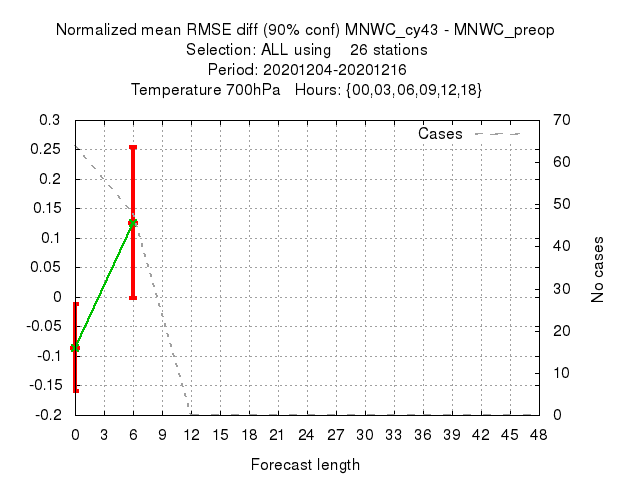 Normalized mean RMSE diff (90% conf) MNWC_cy43 - MNWC_preop
Selection: ALL using 26 stations
Period: 20201204-20201216
Temperature 700hPa Hours: {00,03,06,09,12,18}
Cases
0.3
0.25
0.2
0.15
0.1
0.05
0
-0.05
-0.1
-0.15
-0.2
70
60
50
40
30
20
10
0
No cases
0 3 6 9 12 15 18 21 24 27 30 33 36 39 42 45 48
Forecast length